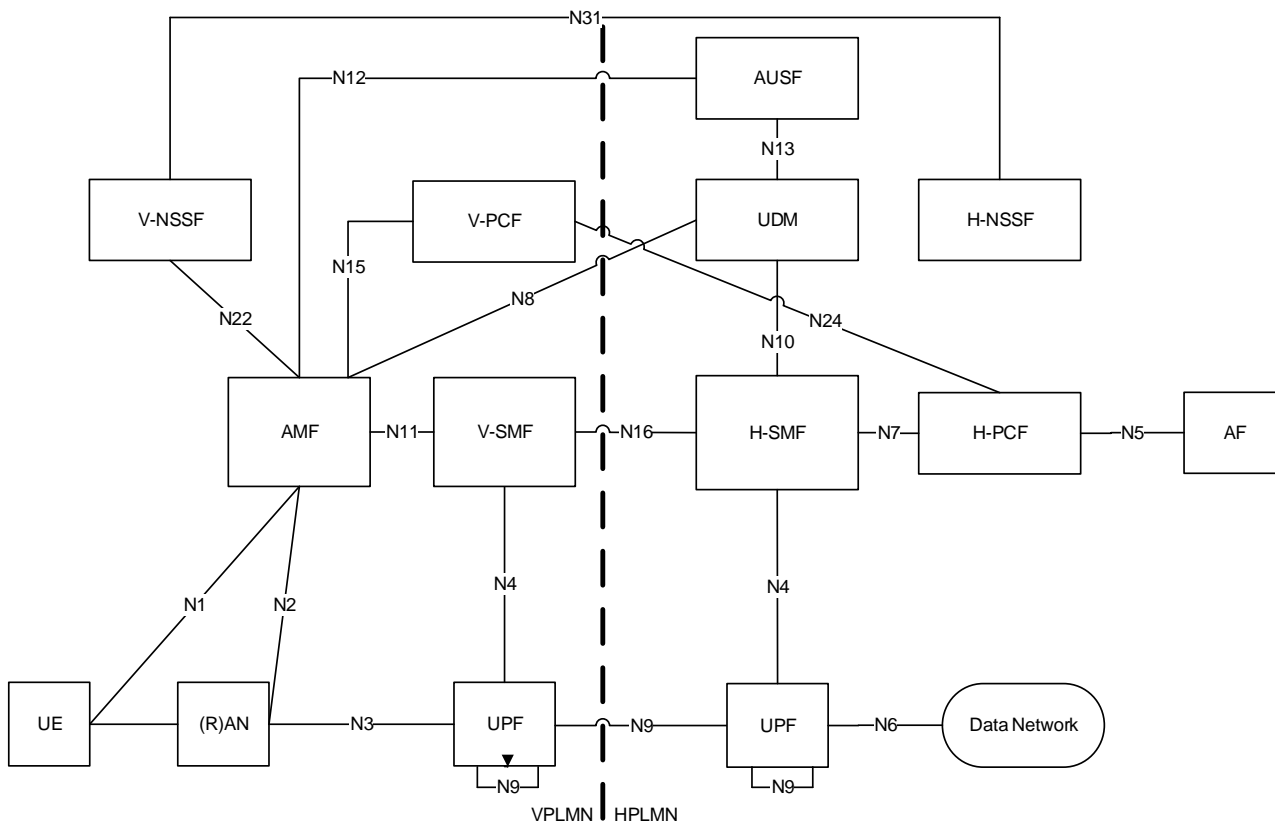 N31
N12
AUSF
N13
V-NSSF
V-PCF
UDM
H-NSSF
N15
N8
N22
N24
N10
AMF
N11
V-SMF
N16
H-SMF
N7
H-PCF
N5
AF
N1
N2
N4
N4
UE
(R)AN
N3
UPF
N9
UPF
N6
Data Network
N9
N9
VPLMN
HPLMN